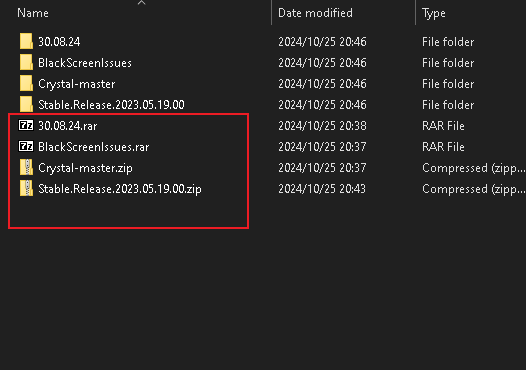 Name Date modified Type
30.08.24 2024/10/25 20:46 File folder
BlackScreenIssues 2024/10/25 20:46 File folder
Crystal-master 2024/10/25 20:46 File folder
Stable.Release.2023.05.19.00 2024/10/25 20:46 File folder
30.08.24.rar 2024/10/25 20:38 RAR File
BlackScreenIssues.rar 2024/10/25 20:37 RAR File
Crystal-master.zip 2024/10/25 20:37 Compressed (zipp...
Stable.Release.2023.05.19.00.zip 2024/10/25 20:43 Compressed (zipp...